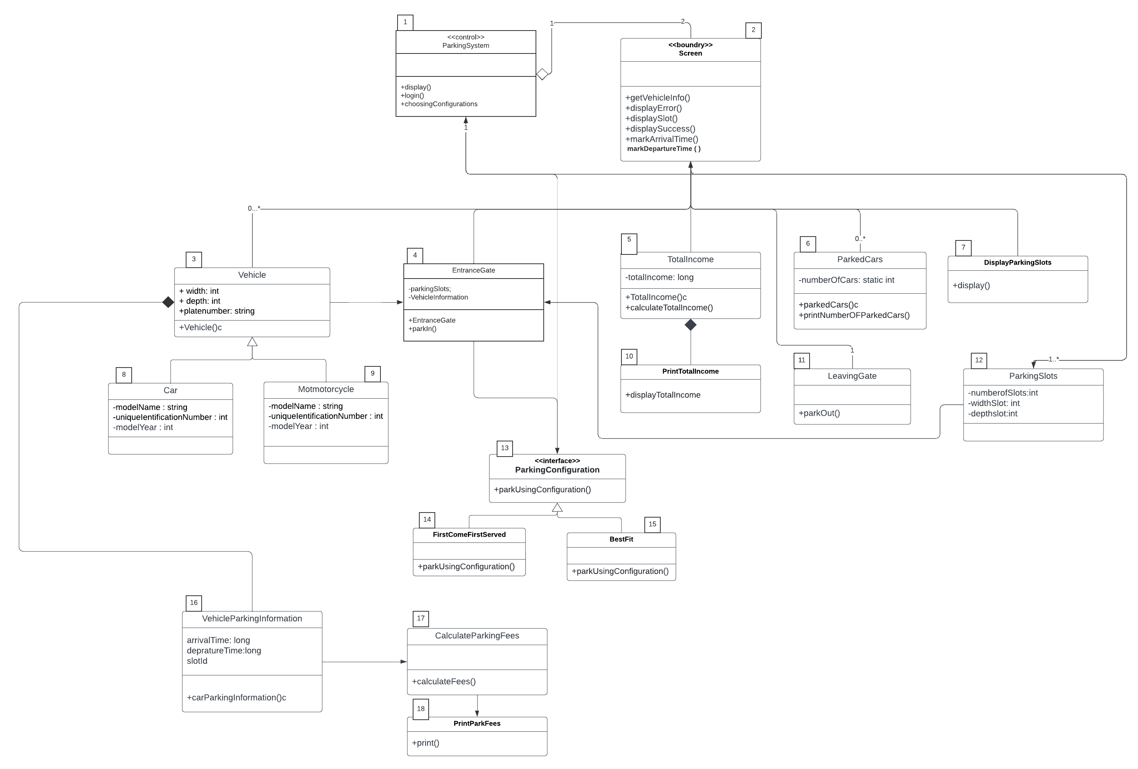 1
<<control>>
ParkingSystem
+display()
+login()
+choosingConfigurations
1
2
1
2
<<boundry>>
Screen
+getVehicleInfo()
+displayError()
+displaySlot()
+displaySuccess()
+markArrivalTime()
markDepartureTime ( )
0...*
3
Vehicle
+ width: int
+ depth: int
+platenumber: string
+Vehicle()c
4
EntranceGate
-parkingSlots;
-VehicleInformation
+EntranceGate
+parkIn()
5
TotalIncome
-totalIncome: long
+TotalIncome()c
+calculateTotalIncome()
0..*
6
ParkedCars
-numberOfCars: static int
+parkedCars()c
+printNumberOFParkedCars()
7
DisplayParkingSlots
+display()
8
Car
-modelName : string
-uniqueIentificationNumber : int
-modelYear : int
9
Motmotorcycle
-modelName : string
-uniqueIentificationNumber : int
-modelYear : int
10
PrintTotalIncome
+displayTotalIncome
1
11
LeavingGate
+parkOut()
1..*
12
ParkingSlots
-numberofSlots:int
-widthSlot: int
-depthslot:int
13
<<interface>>
ParkingConfiguration
+parkUsingConfiguration()
14
FirstComeFirstServed
+parkUsingConfiguration()
15
BestFit
+parkUsingConfiguration()
16
VehicleParkingInformation
arrivalTime: long
depratureTime:long
slotId
+carParkingInformation()c
17
CalculateParkingFees
+calculateFees()
18
PrintParkFees
+print()